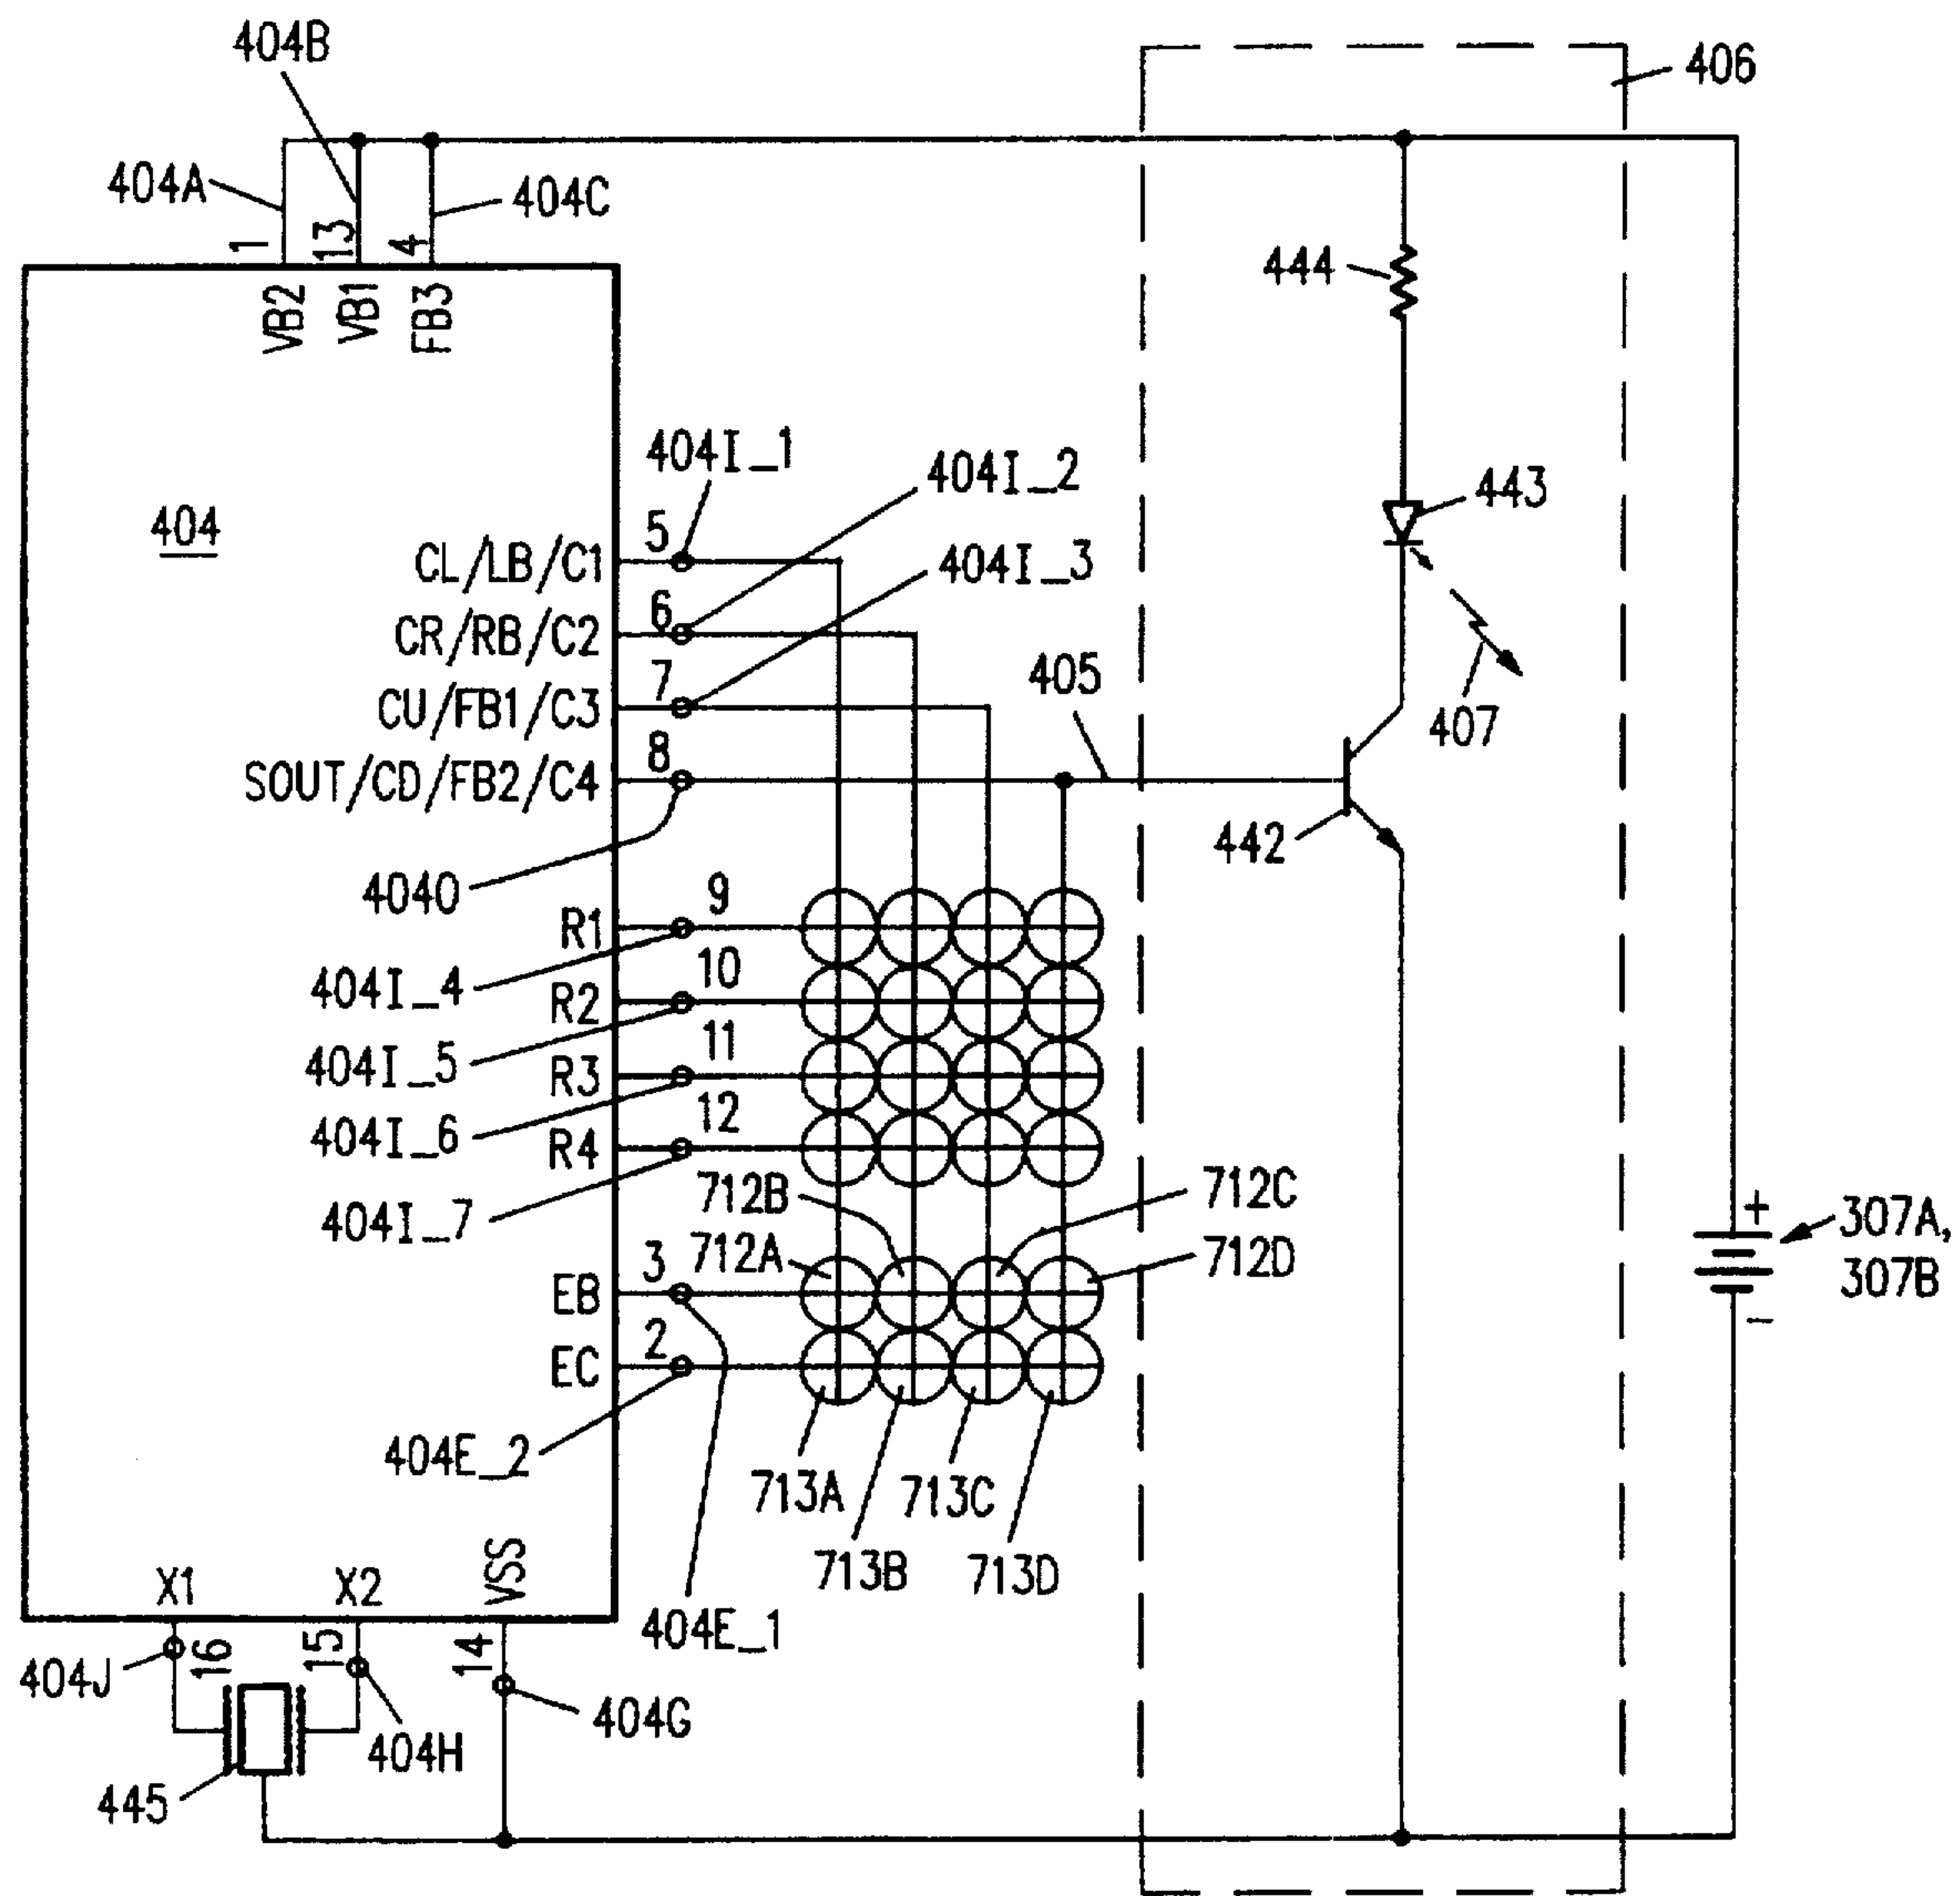 404B
406
404A
404C
1
13
4
VB2
VB1
FB3
444
404I_1
404I_2
443
404
5
CL/LB/C1
404I_3
6
CR/RB/C2
7
405
CU/FB1/C3
407
8
SOUT/CD/FB2/C4
442
4040
9
R1
10
404I_4
R2
11
404I_5
R3
12
404I_6
R4
712B
712C
404I_7
+
307A,
712A
712D
3
307B
EB
-
2
EC
404E_2
713A
713C
713B
713D
X1
X2
VSS
404E_1
16
15
14
404J
404G
404H
445